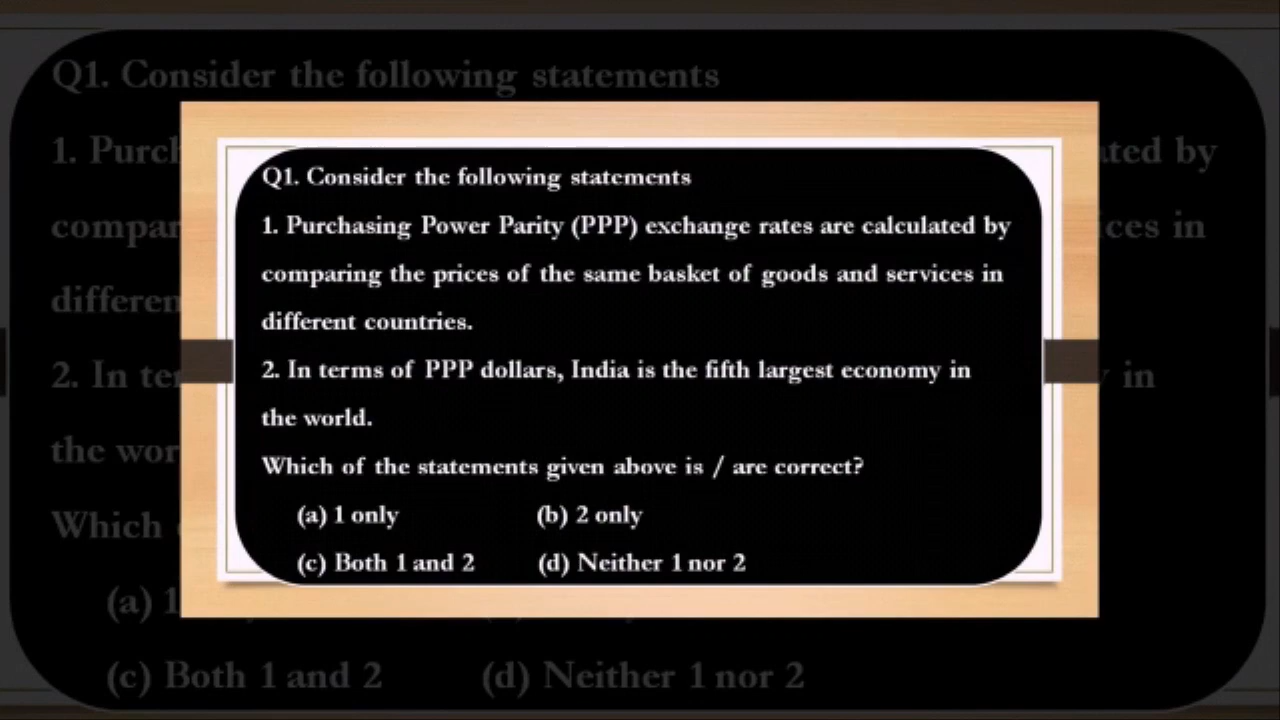 Q1. Consider the following statements
1. Purchasing Power Parity (PPP) exchange rates are calculated by
comparing the prices of the same basket of goods and services in
different countries.
2. In terms of PPP dollars, India is the fifth largest economy in
the world.
Which of the statements given above is / are correct?
(a) 1 only (b) 2 only
(c) Both 1 and 2 (d) Neither 1 nor 2